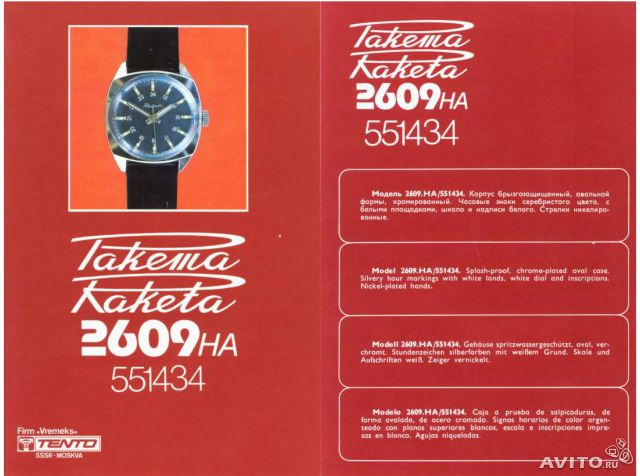 Ракета
Raketa
2609НА
551434
Firm «Vremeks»
TENTO
SSSR - MOSKVA
Ракета
Raketa
2609НА
551434
Модель 2609.НА/551434. Корпус брызгозащищенный, овальной
формы, хромированный. Часовые знаки серебристого цвета, с
белыми площадками, шкала и надписи белого. Стрелки никелиро-
ванные.
Model 2609.HA/551434. Splash-proof, chrome-plated oval case.
Silvery hour markings with white lands, white dial and inscriptions.
Nickel-plated hands.
Modell 2609.HA/551434. Gehäuse spritzwassergeschützt, oval, ver-
chromt. Stundenzeichen silberfarben mit weißem Grund. Skale und
Aufschriften weiß. Zeiger vernickelt.
Modelo 2609.HA/551434. Caja a prueba de salpicaduras, de
forma ovalada, de acero cromado. Signos horarios de color argen-
teado con planos superiores blancos, escala e inscripciones impre-
sas en blanco. Agujas niqueladas.
AVITO.RU